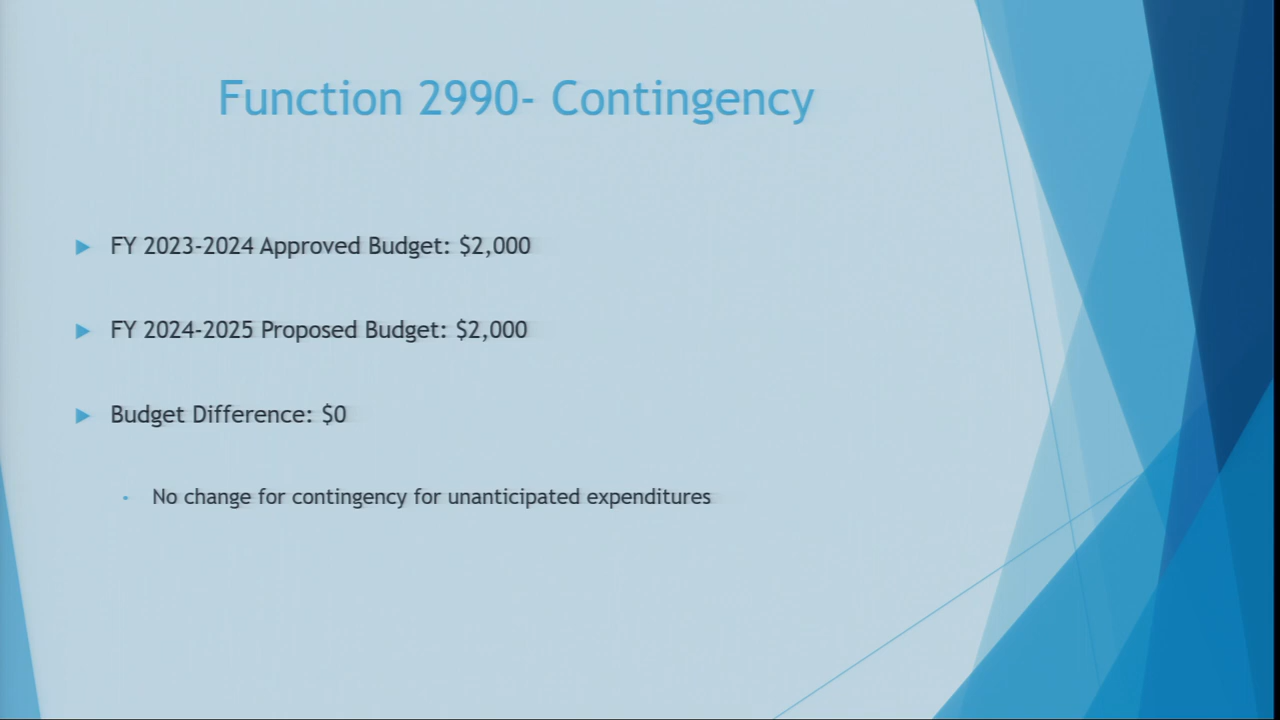 Function 2990- Contingency
FY 2023-2024 Approved Budget: $2,000
FY 2024-2025 Proposed Budget: $2,000
Budget Difference: $0
No change for contingency for unanticipated expenditures